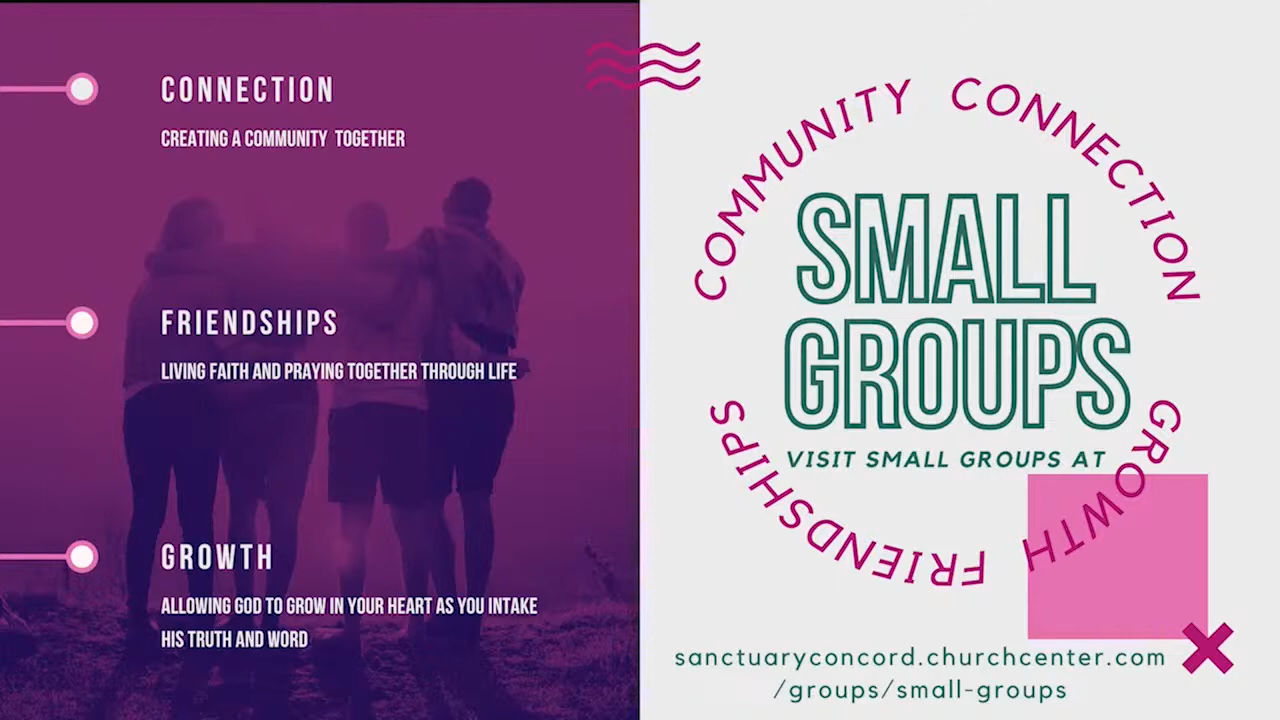 CONNECTION
CREATING A COMMUNITY TOGETHER
FRIENDSHIPS
LIVING FAITH AND PRAYING TOGETHER THROUGH LIFE
GROWTH
ALLOWING GOD TO GROW IN YOUR HEART AS YOU INTAKE
HIS TRUTH AND WORD
COMMUNITY CONNECTION
SMALL
GROUPS
VISIT SMALL GROUPS AT
GROWTH FRIENDSHIPS
sanctuaryconcord.churchcenter.com
/groups/small-groups